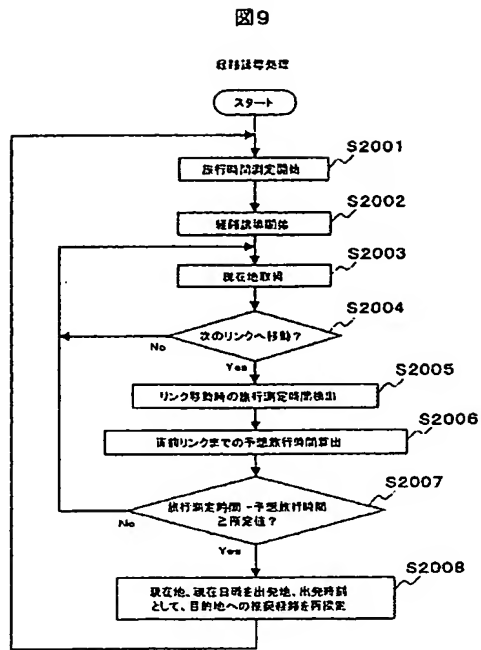 図9
経路誘導処理
スタート
S2001
旅行時間測定開始
S2002
経路誘導開始
S2003
現在地取得
S2004
次のリンクへ移動?
No
Yes
S2005
リンク移動時の旅行測定時間検出
S2006
直前リンクまでの予想旅行時間算出
S2007
旅行測定時間-予想旅行時間
≧所定値?
No
Yes
S2008
現在地、現在日時を出発地、出発時刻
として、目的地への推奨経路を再探索